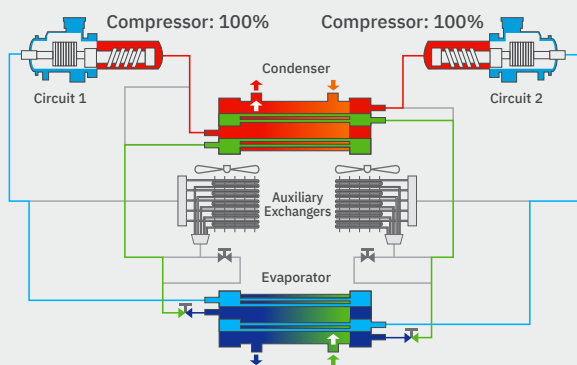 Compressor: 100%
Compressor: 100%
Condenser
Circuit 1
Circuit 2
Auxiliary
Exchangers
Evaporator